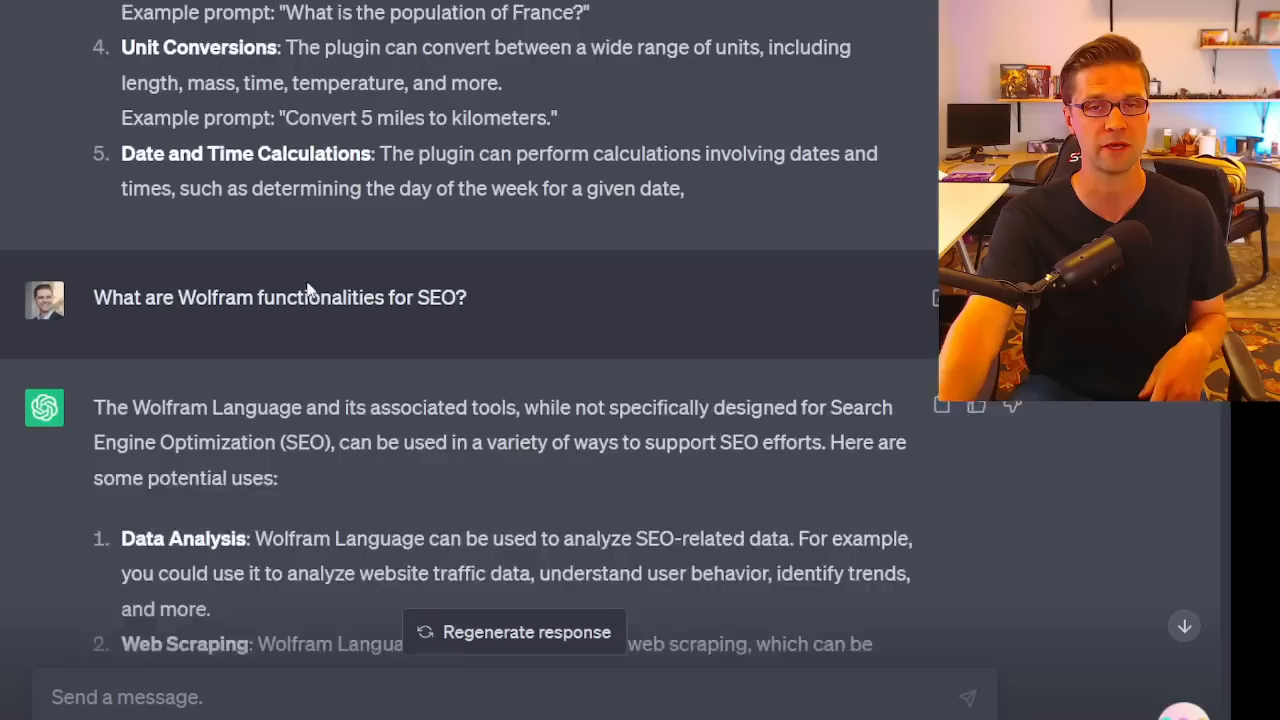 Example prompt: "What is the population of France?"
4. Unit Conversions: The plugin can convert between a wide range of units, including
length, mass, time, temperature, and more.
Example prompt: "Convert 5 miles to kilometers."
5. Date and Time Calculations: The plugin can perform calculations involving dates and
times, such as determining the day of the week for a given date,
What are Wolfram functionalities for SEO?
The Wolfram Language and its associated tools, while not specifically designed for Search
Engine Optimization (SEO), can be used in a variety of ways to support SEO efforts. Here are
some potential uses:
1. Data Analysis: Wolfram Language can be used to analyze SEO-related data. For example,
you could use it to analyze website traffic data, understand user behavior, identify trends,
and more.
2. Web Scraping: Wolfram Langua web scraping, which can be
Regenerate response
Send a message.